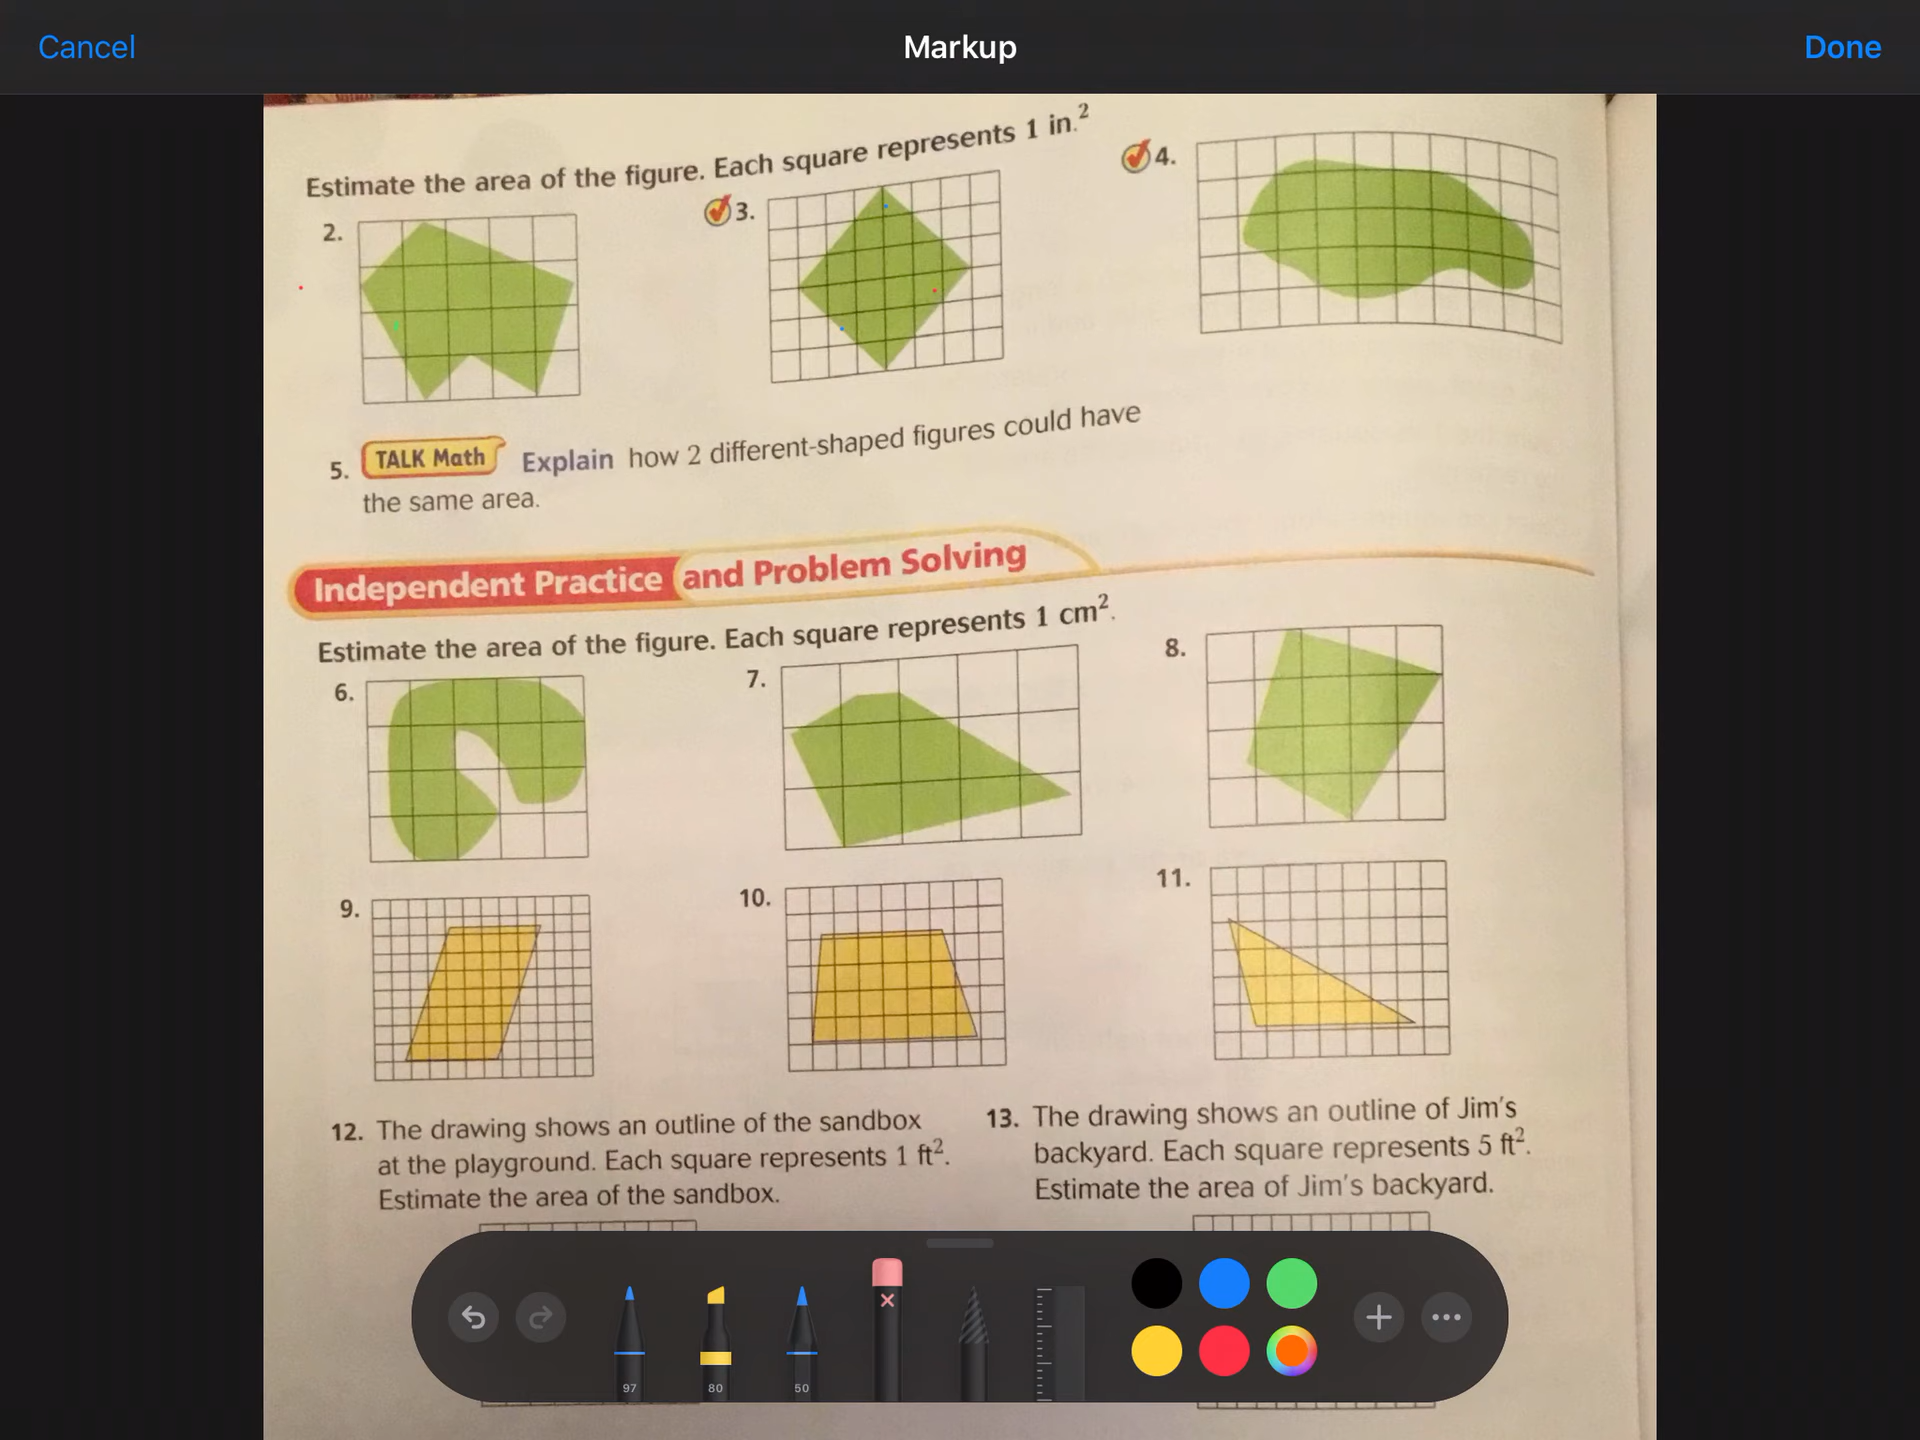 Cancel
Markup
Done
Estimate the area of the figure. Each square represents 1 in.²
2.
3.
4.
5. TALK Math Explain how 2 different-shaped figures could have
the same area.
Independent Practice and Problem Solving
Estimate the area of the figure. Each square represents 1 cm².
6.
7.
8.
9.
10.
11.
12. The drawing shows an outline of the sandbox
at the playground. Each square represents 1 ft².
Estimate the area of the sandbox.
13. The drawing shows an outline of Jim's
backyard. Each square represents 5 ft².
Estimate the area of Jim's backyard.
97
80
50